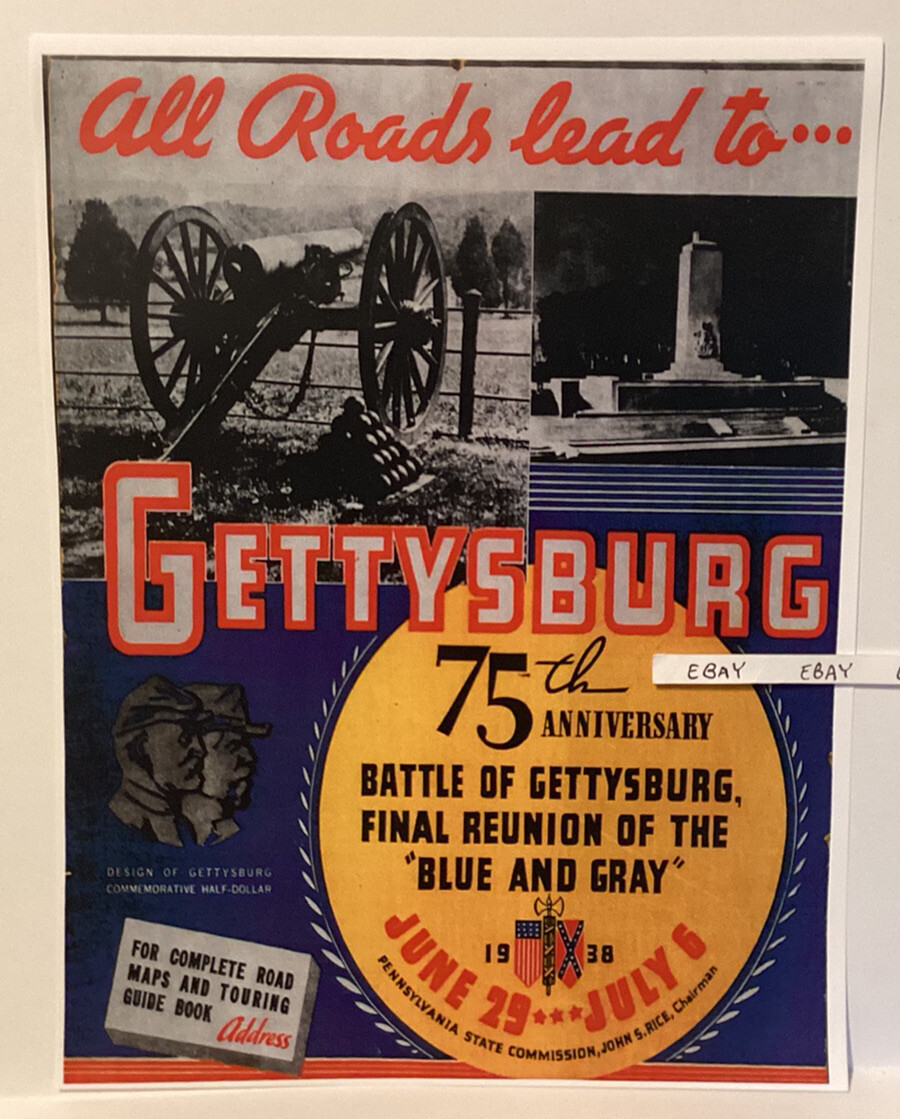 All Roads lead to...
GETTYSBURG
75th
ANNIVERSARY
EBAY EBAY
BATTLE OF GETTYSBURG,
FINAL REUNION OF THE
"BLUE AND GRAY"
DESIGN OF GETTYSBURG
COMMEMORATIVE HALF-DOLLAR
1938
JUNE 29***JULY 6
PENNSYLVANIA STATE COMMISSION, JOHN S. RICE, Chairman
FOR COMPLETE ROAD
MAPS AND TOURING
GUIDE BOOK
Address